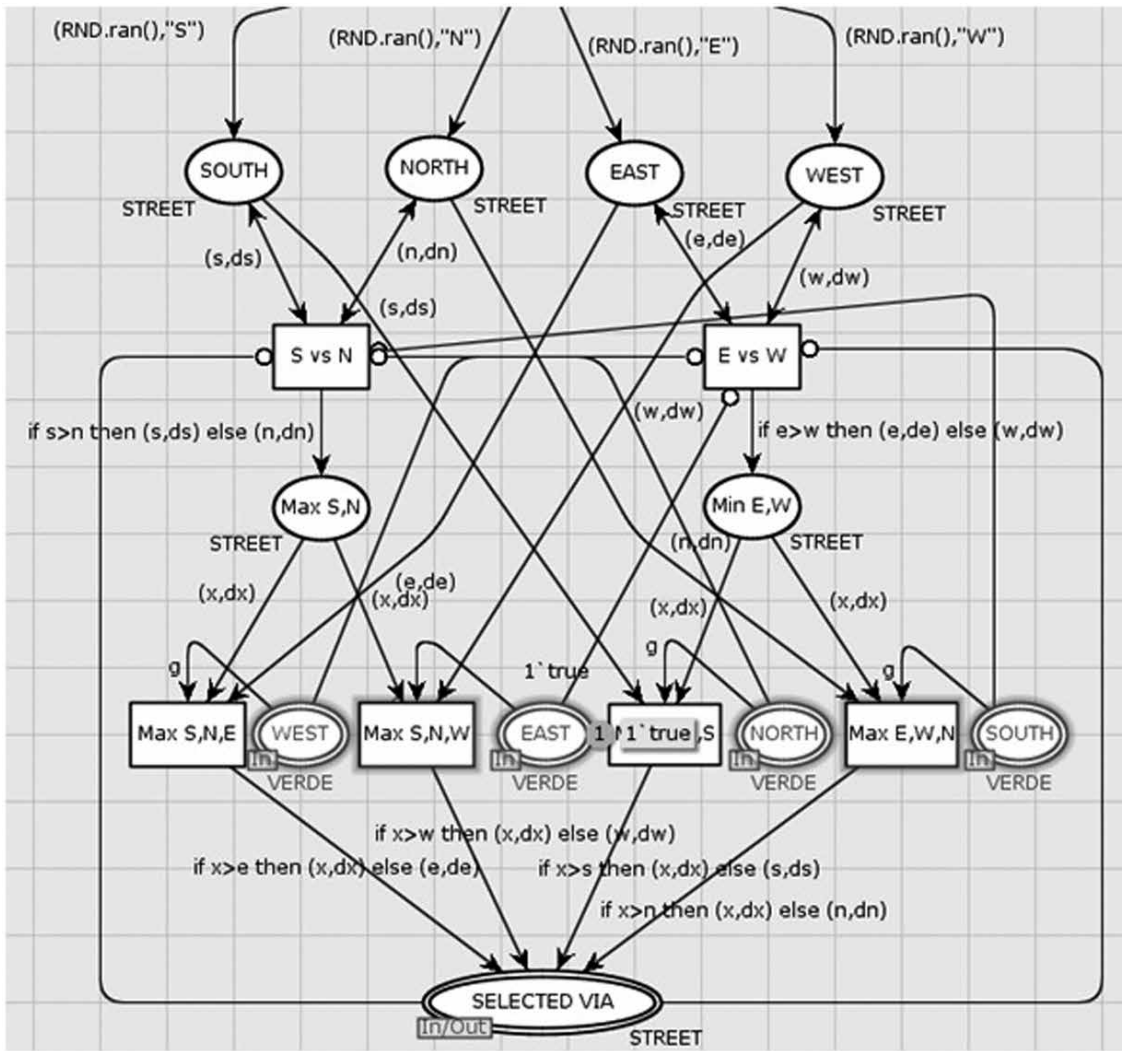 (RND.ran(),"S")
(RND.ran(),"N")
(RND.ran(),"E")
(RND.ran(),"W")
SOUTH
NORTH
EAST
WEST
STREET
STREET
STREET
STREET
(s,ds)
(n,dn)
(e,de)
(w,dw)
(s,ds)
S vs N
E vs W
(w,dw)
if s>n then (s,ds) else (n,dn)
if e>w then (e,de) else (w,dw)
Max S,N
Min E,W
STREET
STREET
(n,dn)
(x,dx)
(e,de)
(x,dx)
(x,dx)
(x,dx)
g
1`true
g
g
Max S,N,E
WEST
Max S,N,W
EAST
1
1`true
,S
NORTH
Max E,W,N
SOUTH
In
In
In
In
VERDE
VERDE
VERDE
VERDE
if x>w then (x,dx) else (w,dw)
if x>e then (x,dx) else (e,de)
if x>s then (x,dx) else (s,ds)
if x>n then (x,dx) else (n,dn)
SELECTED VIA
In/Out
STREET